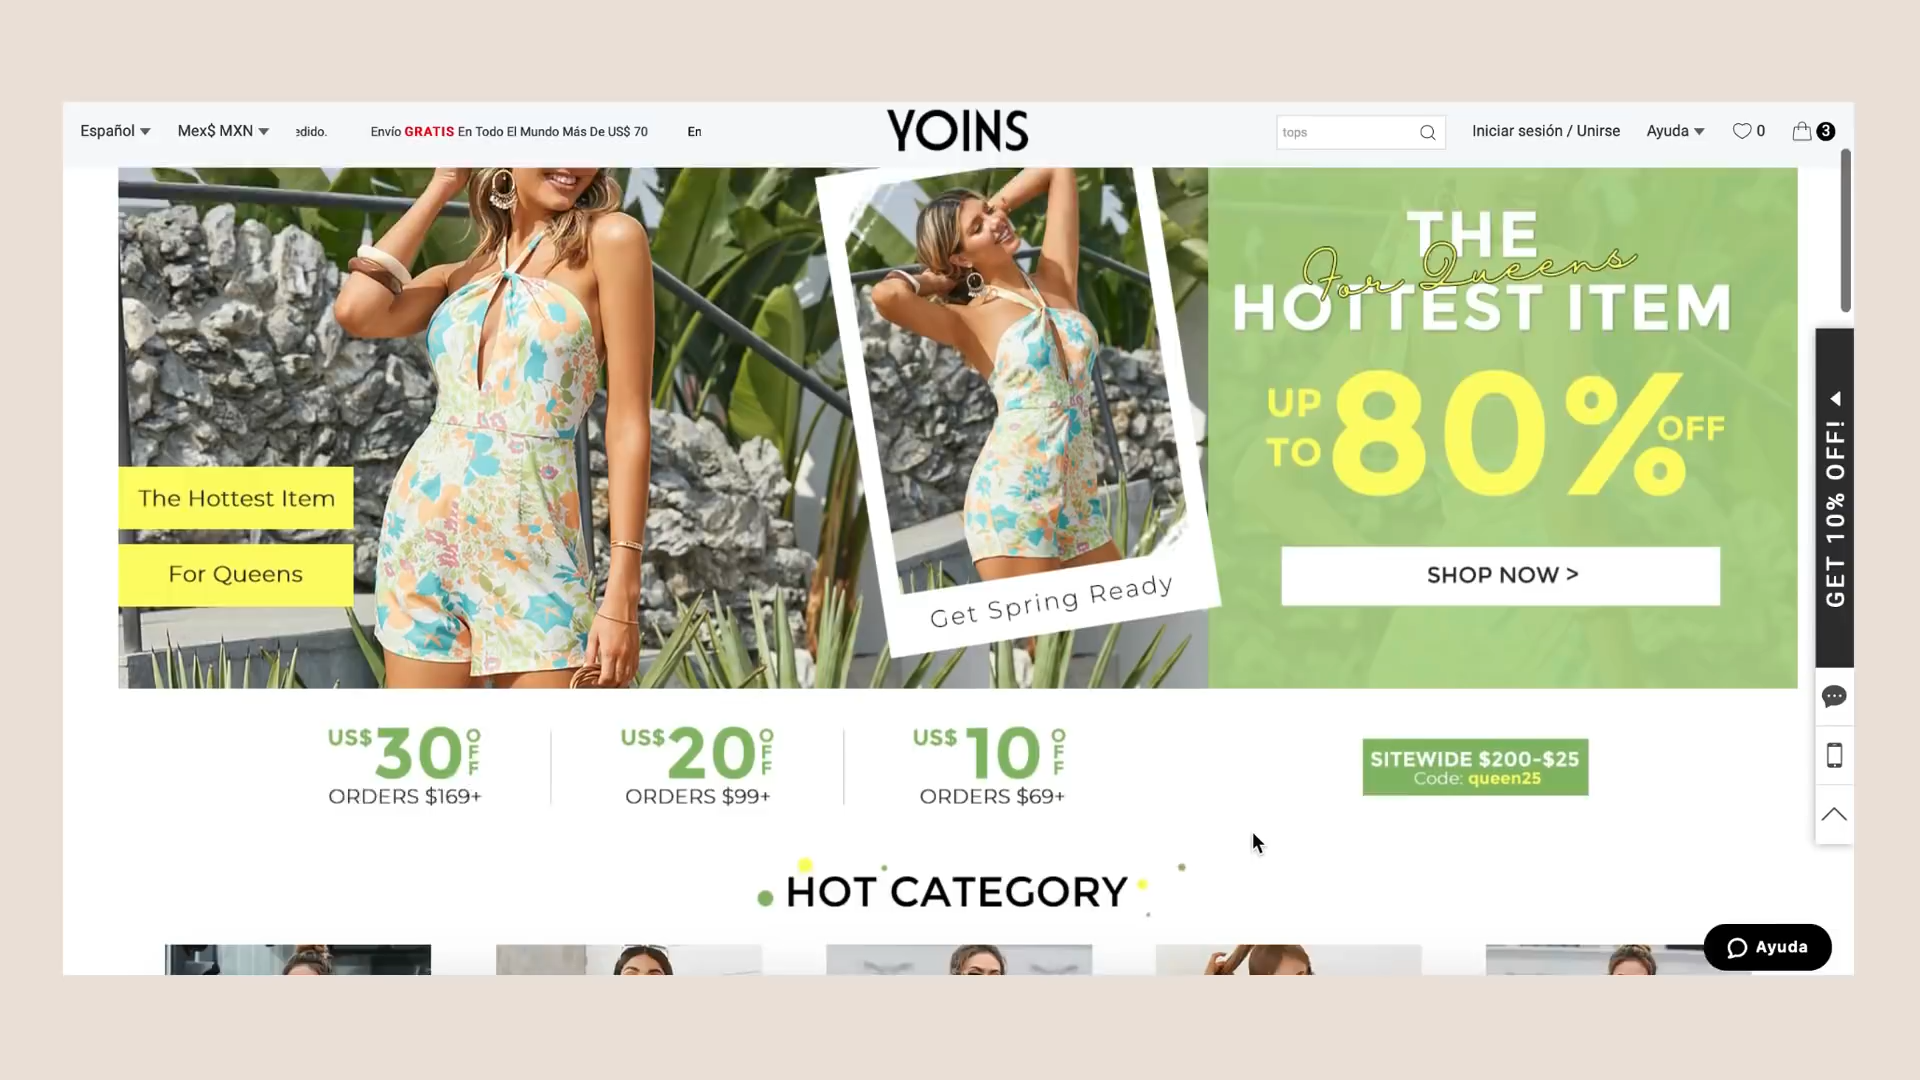 Español
Mex$ MXN
edido.
Envío GRATIS En Todo El Mundo Más De US$ 70
En
YOINS
tops
Iniciar sesión / Unirse
Ayuda
0
3
The Hottest Item
For Queens
Get Spring Ready
THE
For Queens
HOTTEST ITEM
UP TO 80% OFF
SHOP NOW >
GET 10% OFF!
US$ 30 OFF
ORDERS $169+
US$ 20 OFF
ORDERS $99+
US$ 10 OFF
ORDERS $69+
SITEWIDE $200-$25
Code: queen25
HOT CATEGORY
Ayuda